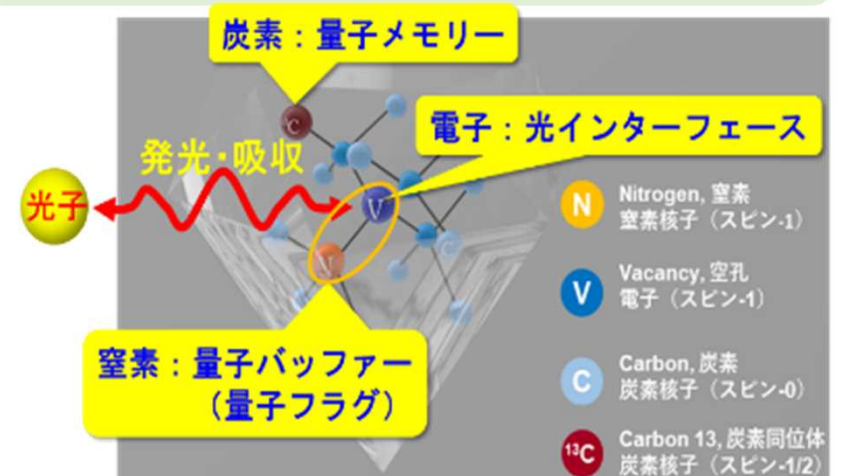 炭素：量子メモリー
電子：光インターフェース
発光・吸収
光子
C
V
N
C
窒素：量子バッファー
（量子フラグ）
N
Nitrogen, 窒素
窒素核子（スピン-1）
V
Vacancy, 空孔
電子（スピン-1）
C
Carbon, 炭素
炭素核子（スピン-0）
13C
Carbon 13, 炭素同位体
炭素核子（スピン-1/2）